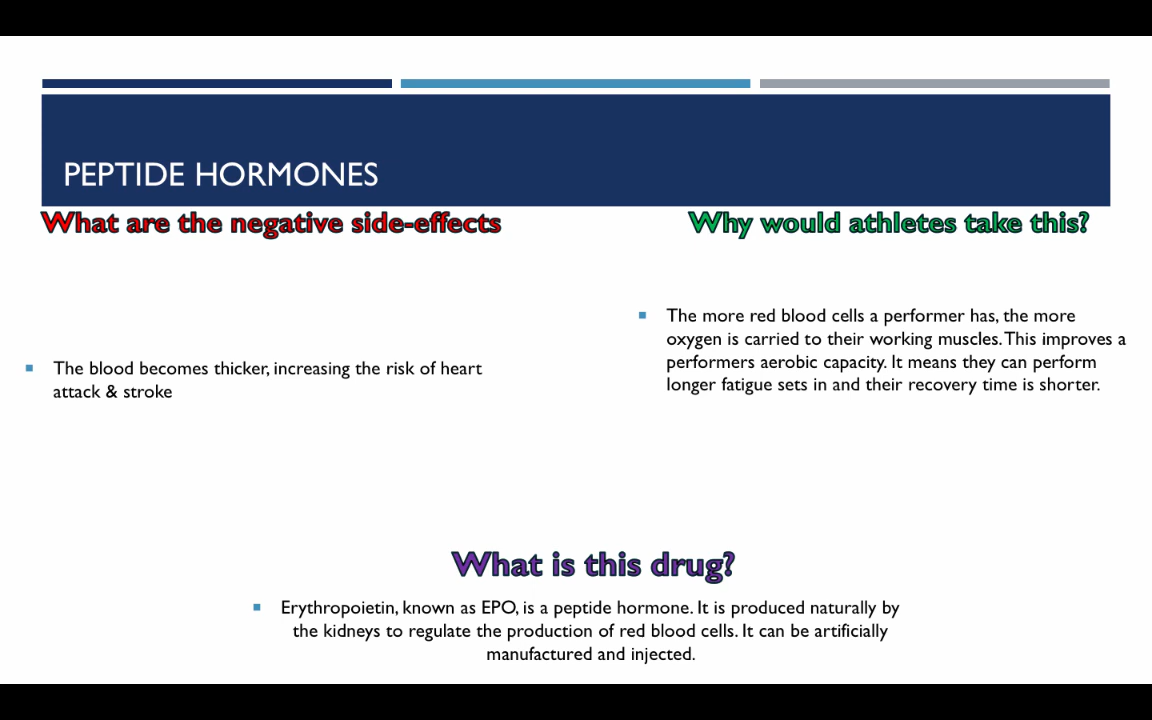 PEPTIDE HORMONES
What are the negative side-effects
The blood becomes thicker, increasing the risk of heart
attack & stroke
Why would athletes take this?
The more red blood cells a performer has, the more
oxygen is carried to their working muscles. This improves a
performers aerobic capacity. It means they can perform
longer fatigue sets in and their recovery time is shorter.
What is this drug?
Erythropoietin, known as EPO, is a peptide hormone. It is produced naturally by
the kidneys to regulate the production of red blood cells. It can be artificially
manufactured and injected.